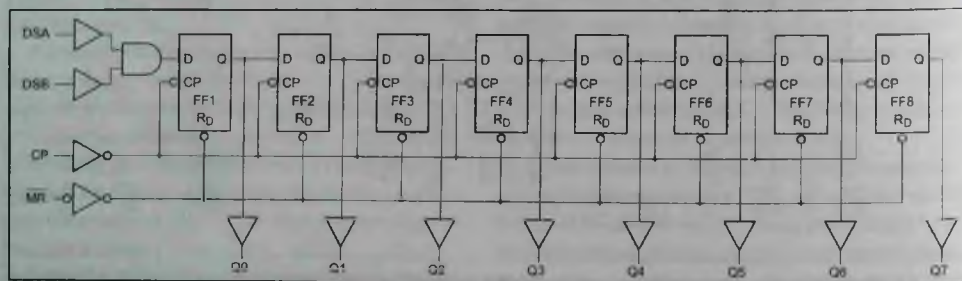 DSA
DSB
CP
MR
D Q CP FF1 RD
D Q CP FF2 RD
D Q CP FF3 RD
D Q CP FF4 RD
D Q CP FF5 RD
D Q CP FF6 RD
D Q CP FF7 RD
D Q CP FF8 RD
Q0 Q1 Q2 Q3 Q4 Q5 Q6 Q7